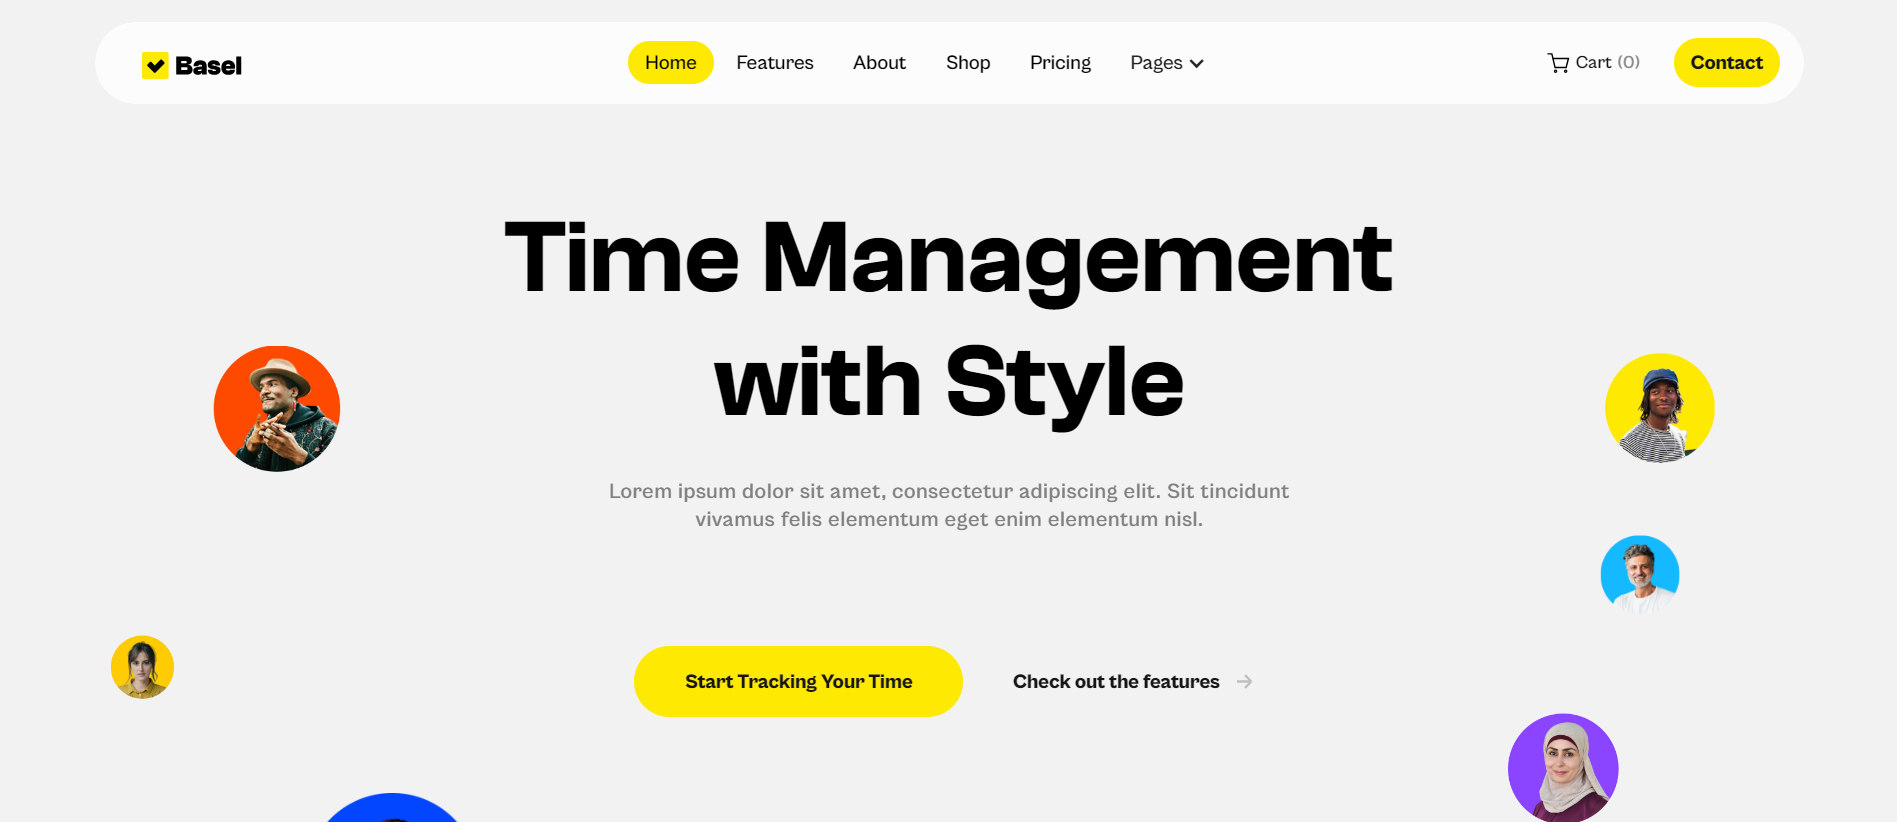 Basel
Home Features About Shop Pricing Pages
Cart (0)
Contact
Time Management
with Style
Lorem ipsum dolor sit amet, consectetur adipiscing elit. Sit tincidunt
vivamus felis elementum eget enim elementum nisl.
Start Tracking Your Time
Check out the features